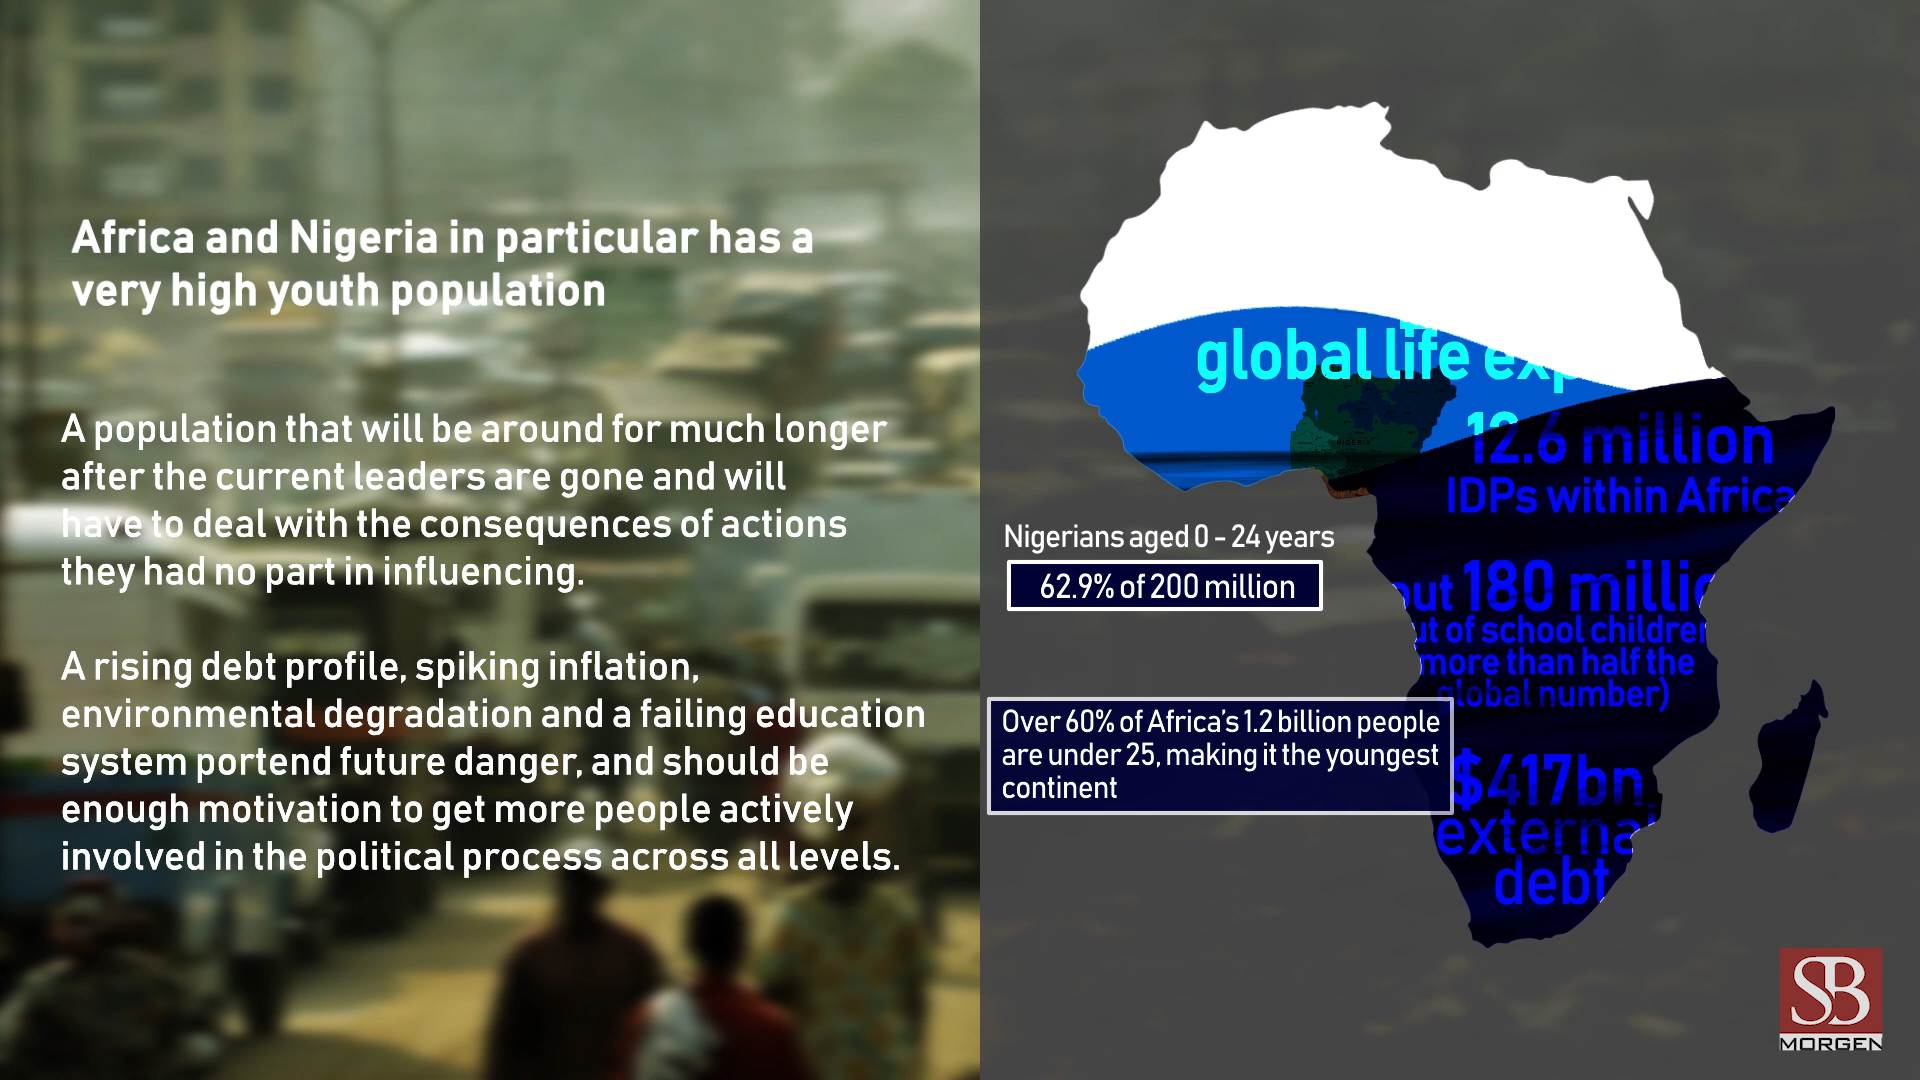 Africa and Nigeria in particular has a
very high youth population
A population that will be around for much longer
after the current leaders are gone and will
have to deal with the consequences of actions
they had no part in influencing.
A rising debt profile, spiking inflation,
environmental degradation and a failing education
system portend future danger, and should be
enough motivation to get more people actively
involved in the political process across all levels.
global life
NIGERIA
12.6 million
IDPs within Africa
Nigerians aged 0 - 24 years
62.9% of 200 million
180
of school children
more than half the
global number)
Over 60% of Africa's 1.2 billion people
are under 25, making it the youngest
continent
$417bn
external
debt
SB
MORGEN